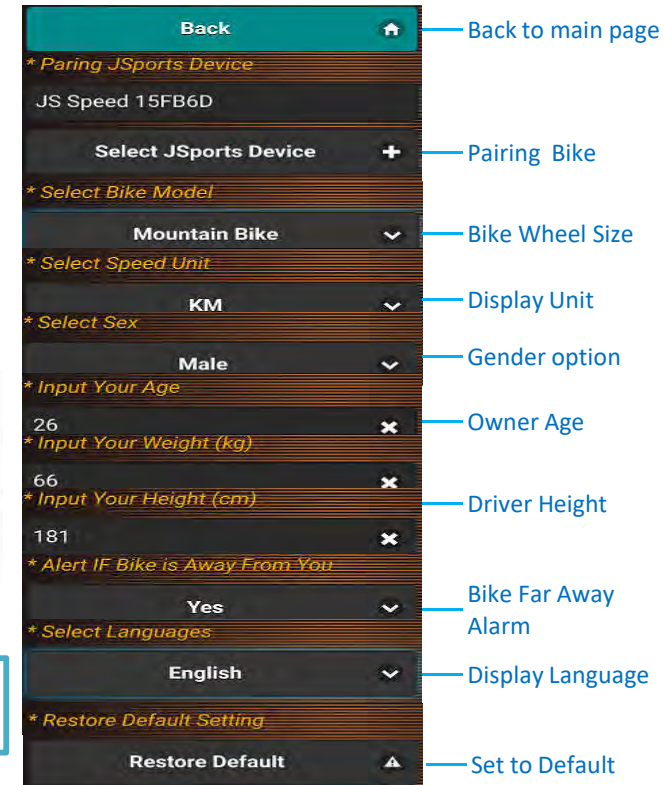 Back
Back to main page
* Paring JSports Device
JS Speed 15FB6D
Select JSports Device
Pairing Bike
* Select Bike Model
Mountain Bike
Bike Wheel Size
* Select Speed Unit
KM
Display Unit
* Select Sex
Male
Gender option
* Input Your Age
26
Owner Age
* Input Your Weight (kg)
66
* Input Your Height (cm)
Driver Height
181
* Alert IF Bike is Away From You
Yes
Bike Far Away
Alarm
* Select Languages
English
Display Language
* Restore Default Setting
Restore Default
Set to Default